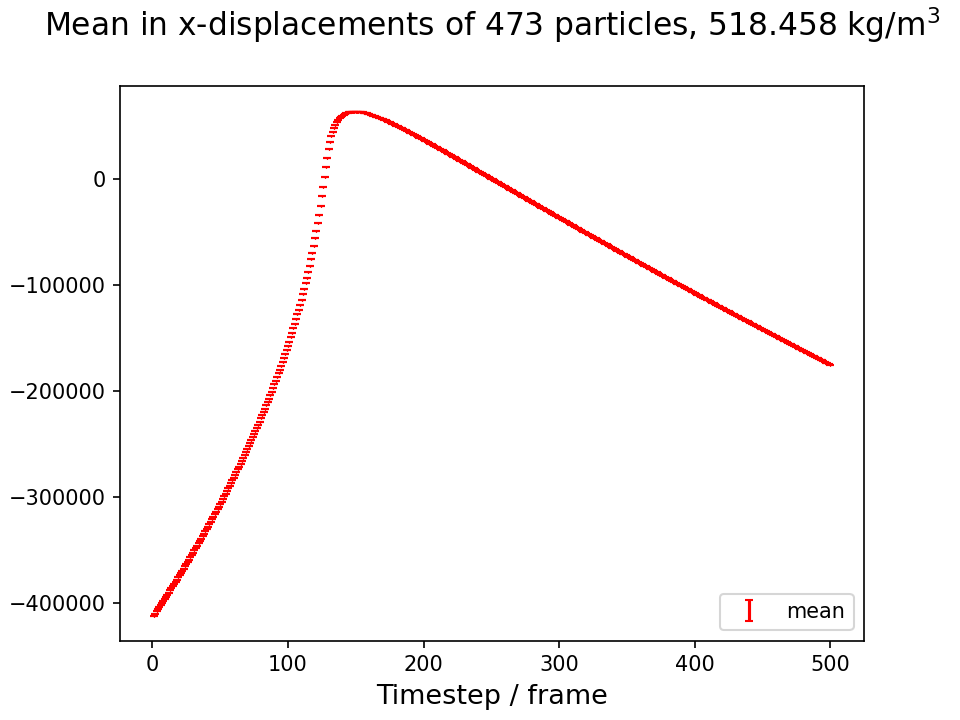 Mean in x-displacements of 473 particles, 518.458 kg/m³
0
−100000
−200000
−300000
−400000
mean
0 100 200 300 400 500
Timestep / frame